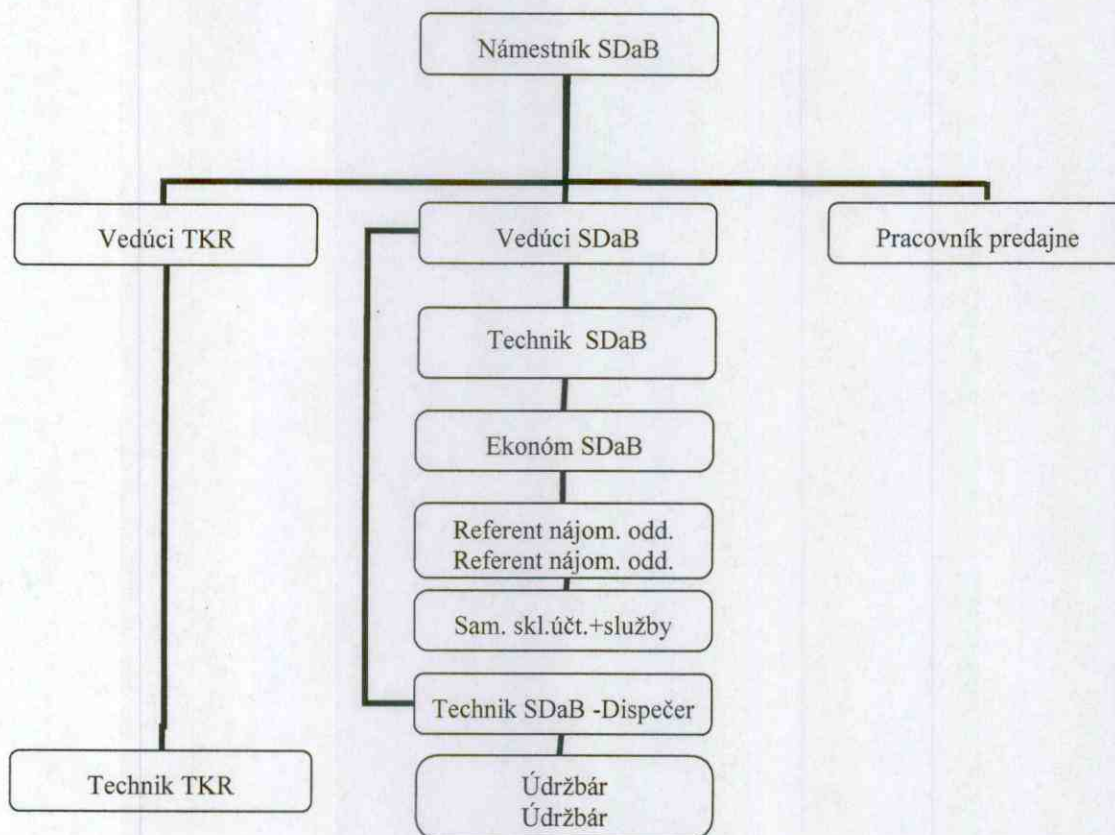 Námestník SDaB
Vedúci TKR
Vedúci SDaB
Pracovník predajne
Technik SDaB
Ekonóm SDaB
Referent nájom. odd.
Referent nájom. odd.
Sam. skl.účt.+služby
Technik SDaB -Dispečer
Technik TKR
Údržbár
Údržbár